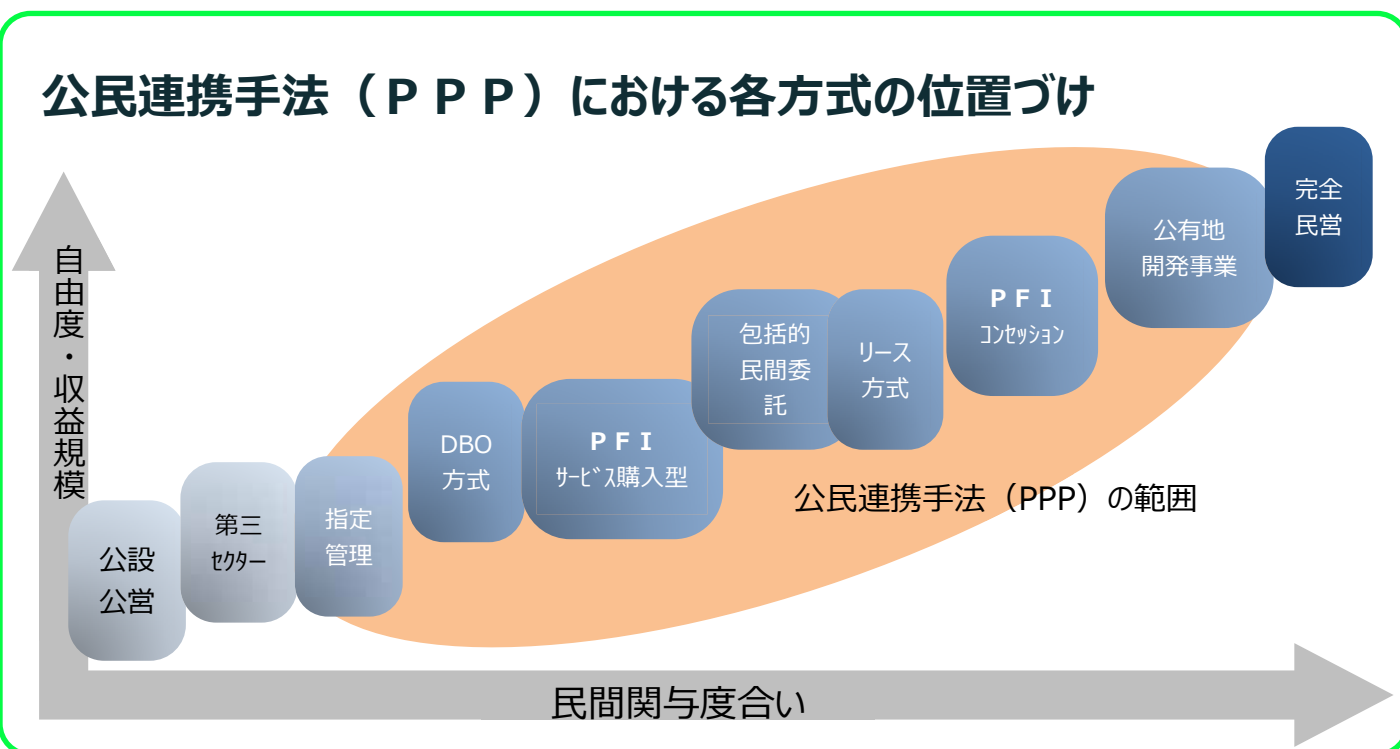 公民連携手法（ＰＰＰ）における各方式の位置づけ
自由度・収益規模
公設
公営
第三
ｾｸﾀｰ
指定
管理
DBO
方式
ＰＦＩ
ｻｰﾋﾞｽ購入型
包括的
民間委
託
リース
方式
ＰＦＩ
ｺﾝｾｯｼｮﾝ
公有地
開発事業
完全
民営
公民連携手法（PPP）の範囲
民間関与度合い